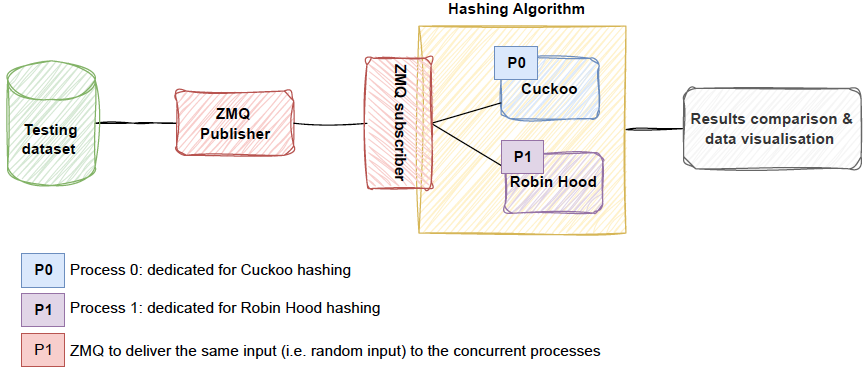 Hashing Algorithm
Testing
dataset
ZMQ
Publisher
ZMQ subscriber
P0
Cuckoo
P1
Robin Hood
Results comparison &
data visualisation
P0 Process 0: dedicated for Cuckoo hashing
P1 Process 1: dedicated for Robin Hood hashing
P1 ZMQ to deliver the same input (i.e. random input) to the concurrent processes